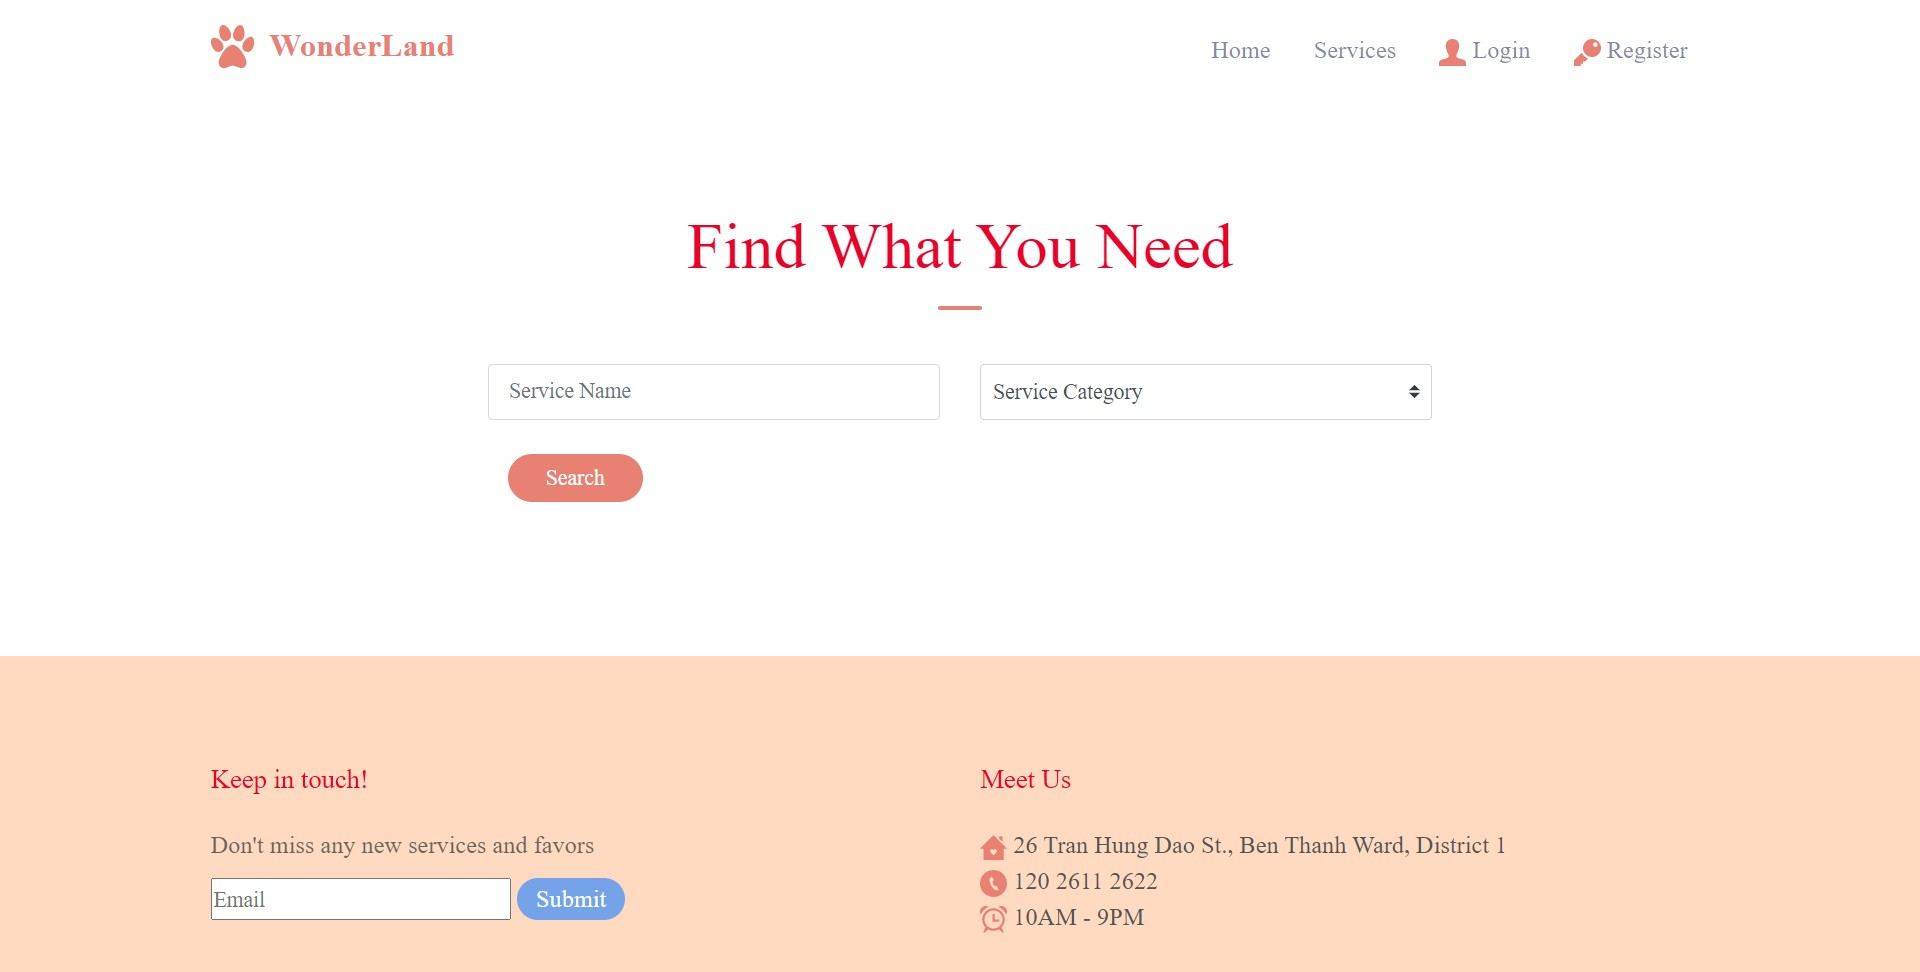 WonderLand
Home Services Login Register
Find What You Need
Service Name
Service Category
Search
Keep in touch!
Don't miss any new services and favors
Email
Submit
Meet Us
26 Tran Hung Dao St., Ben Thanh Ward, District 1
120 2611 2622
10AM - 9PM